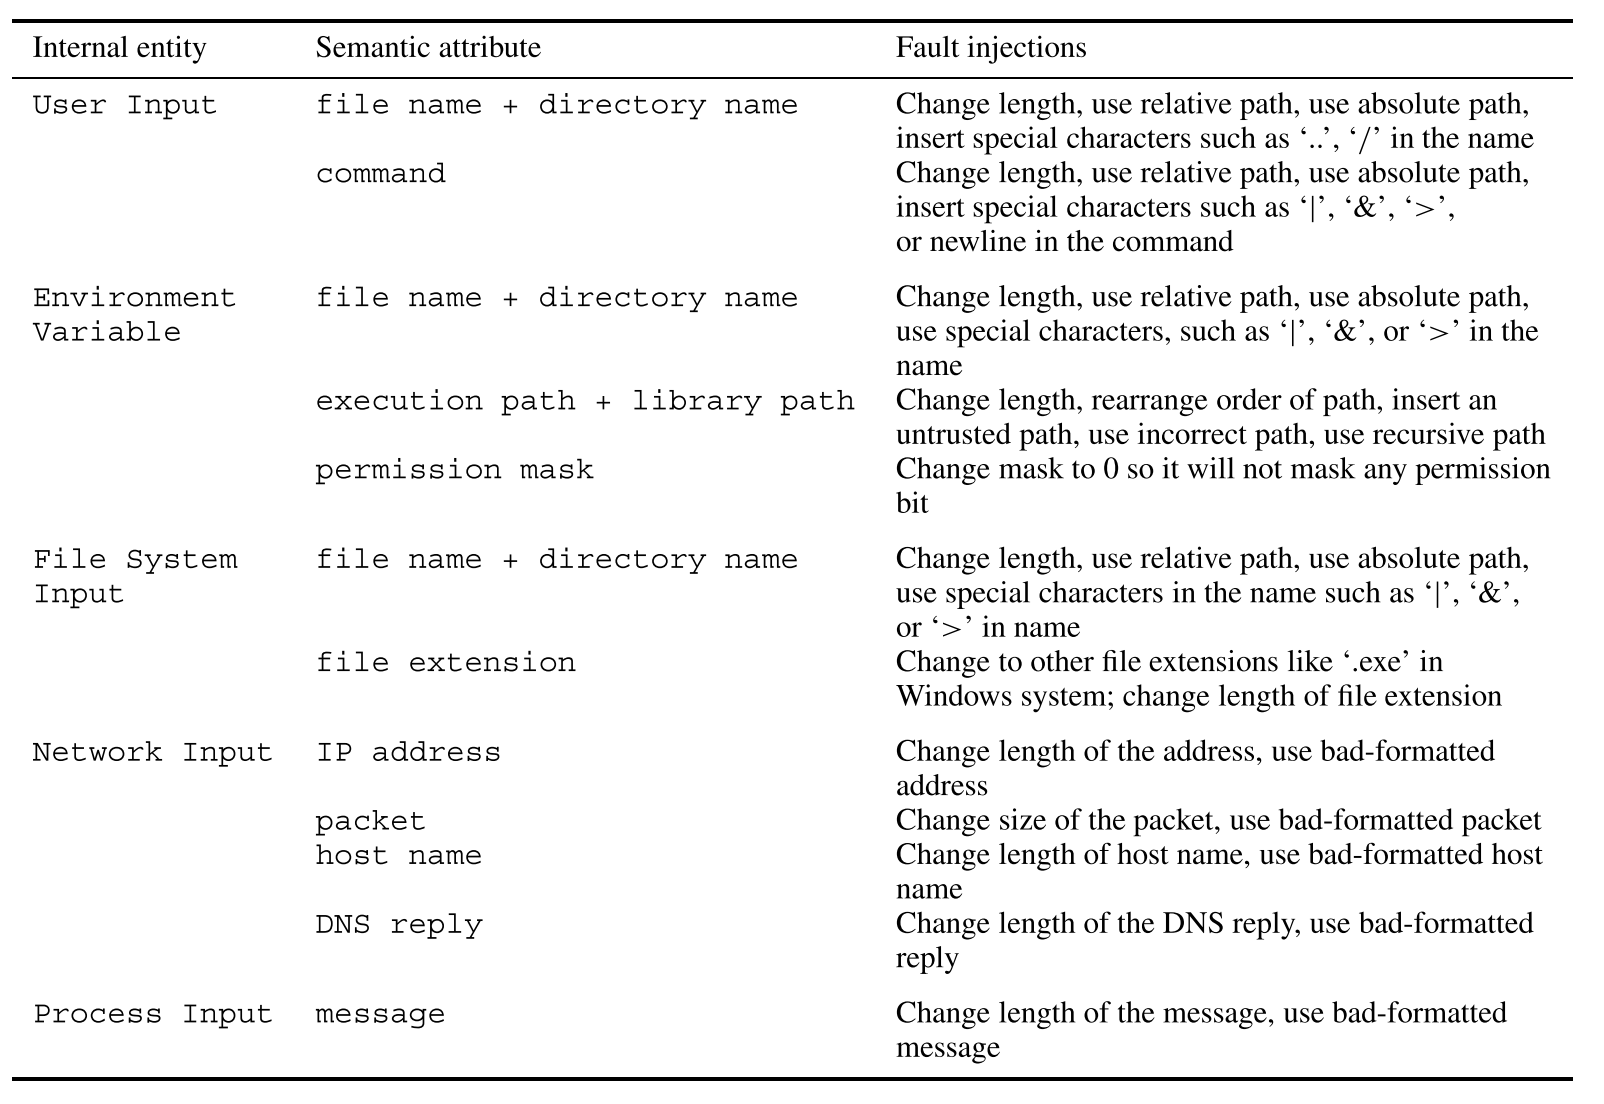 Internal entity Semantic attribute Fault injections
User Input file name + directory name Change length, use relative path, use absolute path,
insert special characters such as ‘..’, ‘/’ in the name
command Change length, use relative path, use absolute path,
insert special characters such as ‘|’, ‘&’, ‘>’,
or newline in the command
Environment file name + directory name Change length, use relative path, use absolute path,
Variable use special characters, such as ‘|’, ‘&’, or ‘>’ in the
name
execution path + library path Change length, rearrange order of path, insert an
untrusted path, use incorrect path, use recursive path
permission mask Change mask to 0 so it will not mask any permission
bit
File System file name + directory name Change length, use relative path, use absolute path,
Input use special characters in the name such as ‘|’, ‘&’,
or ‘>’ in name
file extension Change to other file extensions like ‘.exe’ in
Windows system; change length of file extension
Network Input IP address Change length of the address, use bad-formatted
address
packet Change size of the packet, use bad-formatted packet
host name Change length of host name, use bad-formatted host
name
DNS reply Change length of the DNS reply, use bad-formatted
reply
Process Input message Change length of the message, use bad-formatted
message